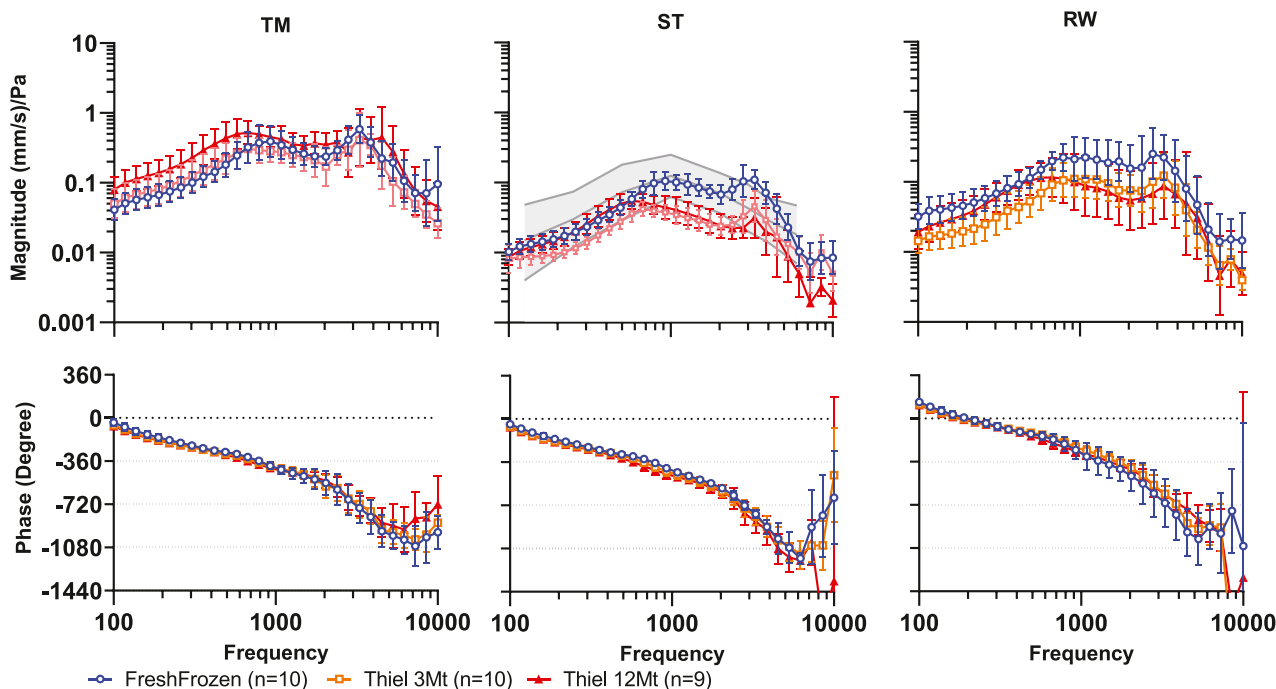 TM
ST
RW
Magnitude (mm/s)/Pa
10
1
0.1
0.01
0.001
Phase (Degree)
360
0
-360
-720
-1080
-1440
100
1000
10000
100
1000
10000
100
1000
10000
Frequency
Frequency
Frequency
FreshFrozen (n=10)
Thiel 3Mt (n=10)
Thiel 12Mt (n=9)